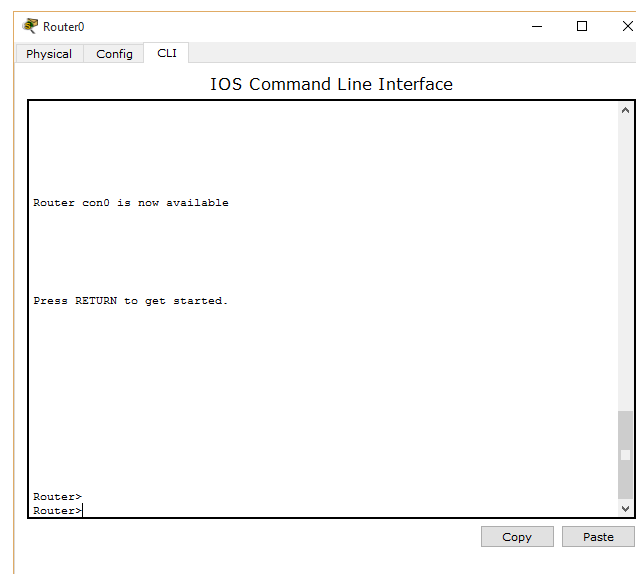 Router0
Physical Config CLI
IOS Command Line Interface
Router con0 is now available
Press RETURN to get started.
Router>
Router>
Copy Paste